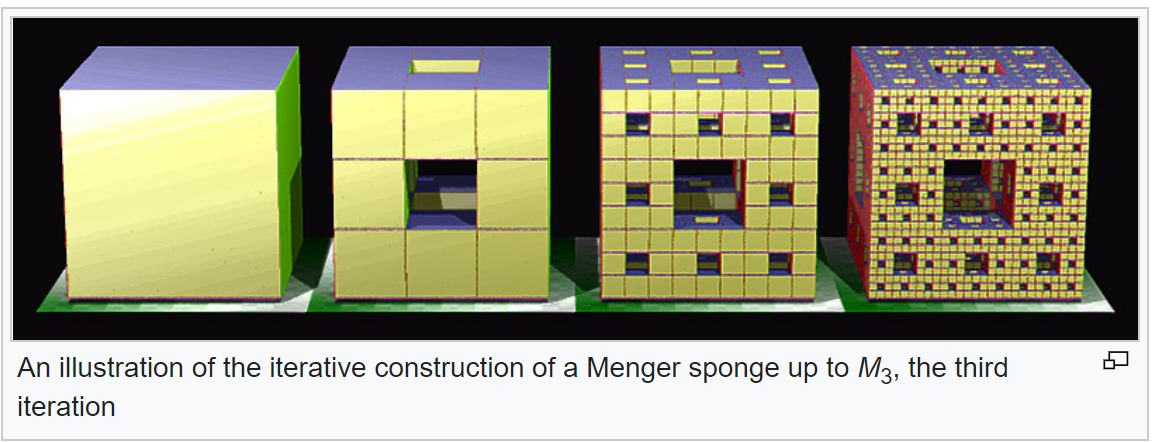 An illustration of the iterative construction of a Menger sponge up to M₃, the third
iteration